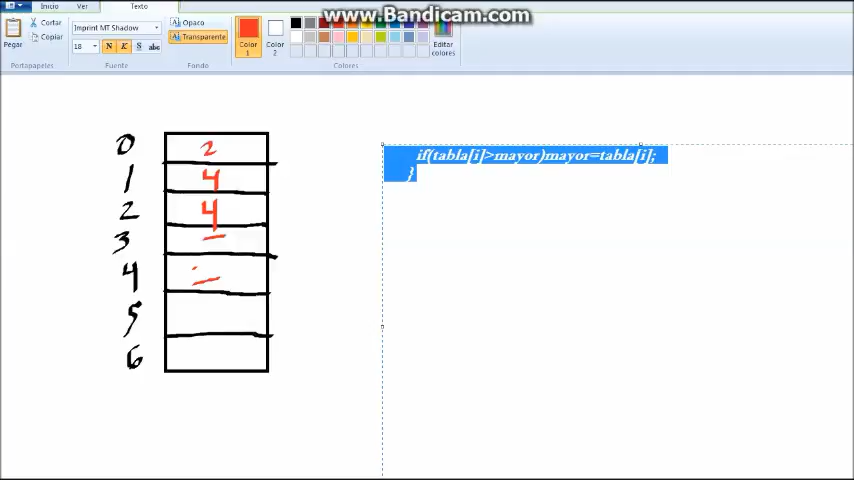 www.Bandicam.com
Inicio Ver Texto
Pegar
Cortar
Copiar
Portapapeles
Imprint MT Shadow
18 N K S abc
Fuente
Opaco
Transparente
Fondo
Color 1
Color 2
Editar colores
Colores
0 2
1 4
2 4
3
4
5
6
if(tabla[i]>mayor)mayor=tabla[i];
}